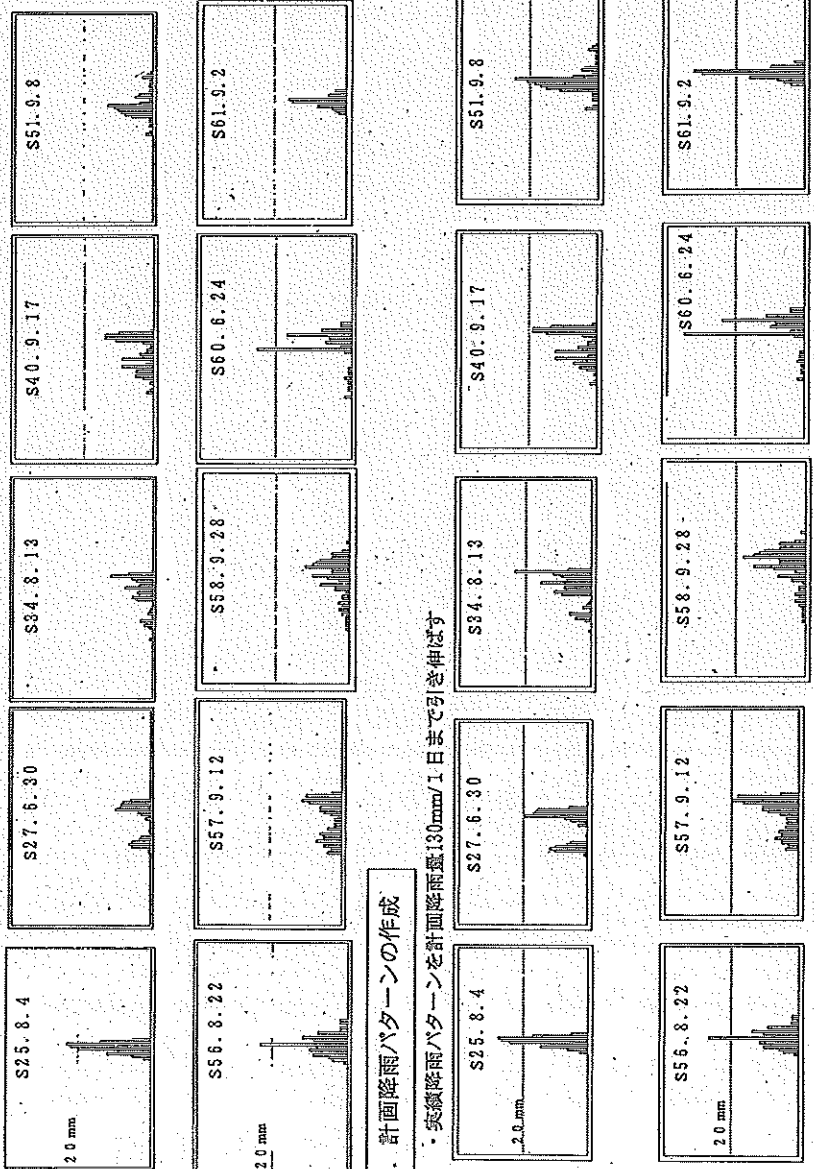 S25.8.4
S27.6.30
S34.8.13
S40.9.17
S51.9.8
20mm
S56.8.22
S57.9.12
S58.9.28
S60.6.24
S61.9.2
20mm
計画降雨パターンの作成
・実績降雨パターンを計画降雨量130mm/1日まで引き伸ばす
S25.8.4
S27.6.30
S34.8.13
S40.9.17
S51.9.8
20mm
S56.8.22
S57.9.12
S58.9.28
S60.6.24
S61.9.2
20mm